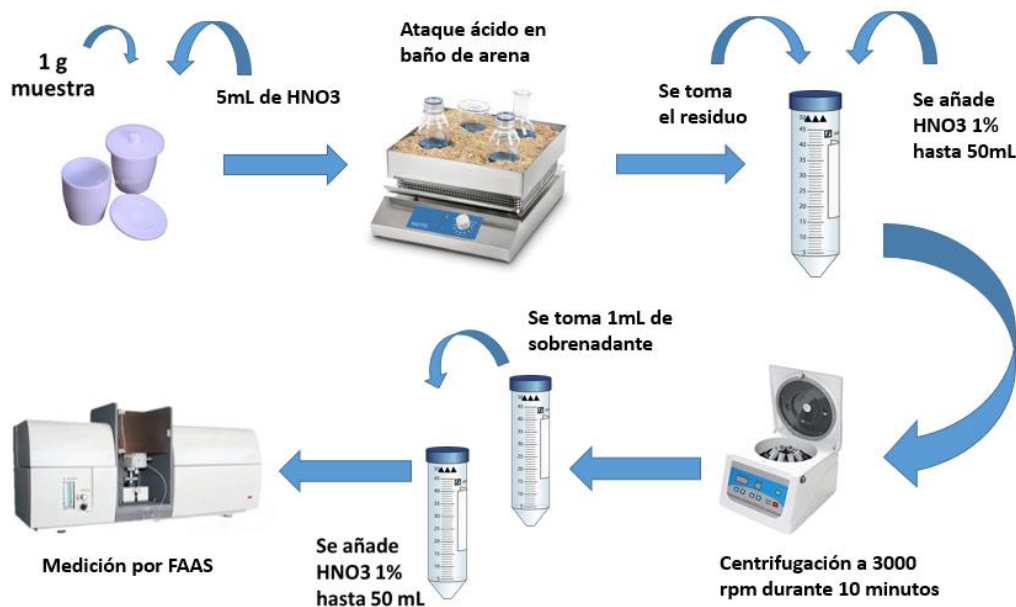 1 g
muestra
5mL de HNO3
Ataque ácido en
baño de arena
Se toma
el residuo
Se añade
HNO3 1%
hasta 50mL
Centrifugación a 3000
rpm durante 10 minutos
Se toma 1mL de
sobrenadante
Se añade
HNO3 1%
hasta 50 mL
Medición por FAAS